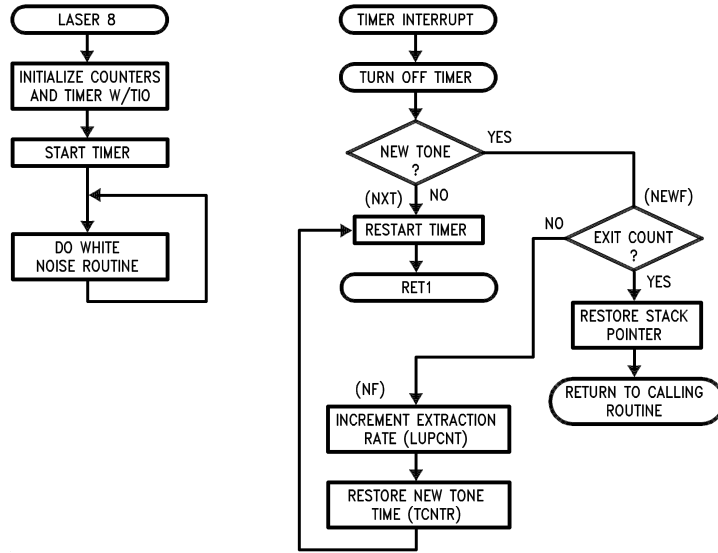 LASER 8
INITIALIZE COUNTERS
AND TIMER W/TIO
START TIMER
DO WHITE
NOISE ROUTINE
TIMER INTERRUPT
TURN OFF TIMER
NEW TONE
?
YES
(NXT)
NO
RESTART TIMER
RET1
(NEWF)
NO
EXIT COUNT
?
YES
RESTORE STACK
POINTER
RETURN TO CALLING
ROUTINE
(NF)
INCREMENT EXTRACTION
RATE (LUPCNT)
RESTORE NEW TONE
TIME (TCNTR)